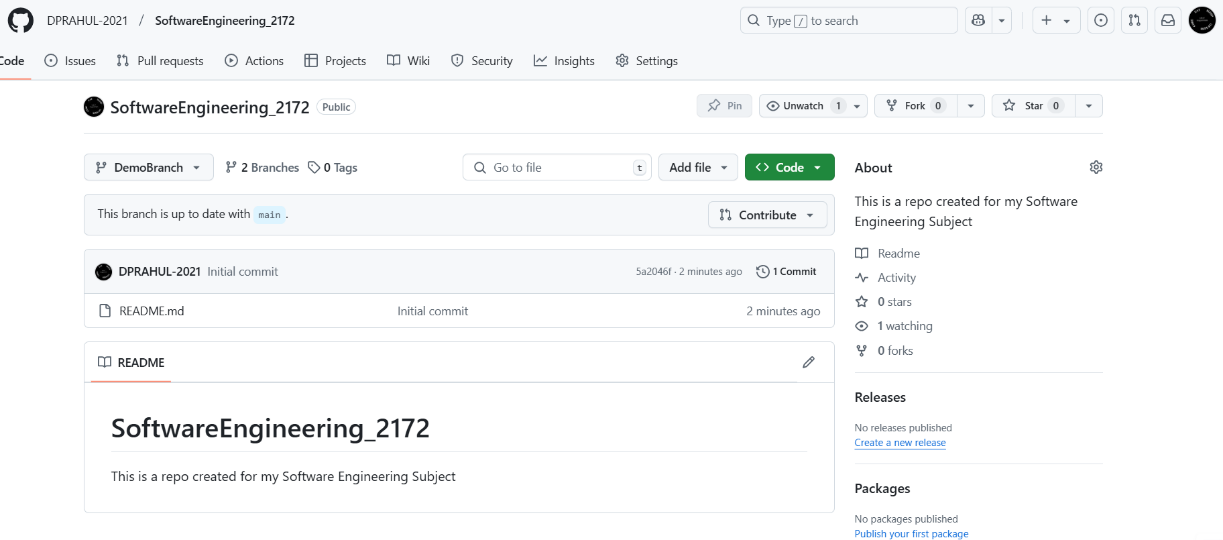 DPRAHUL-2021 / SoftwareEngineering_2172 Type / to search
Code Issues Pull requests Actions Projects Wiki Security Insights Settings
SoftwareEngineering_2172 Public Pin Unwatch 1 Fork 0 Star 0
DemoBranch 2 Branches 0 Tags Go to file t Add file <> Code
This branch is up to date with main.
Contribute
DPRAHUL-2021 Initial commit 5a2046f · 2 minutes ago 1 Commit
README.md Initial commit 2 minutes ago
README
SoftwareEngineering_2172
This is a repo created for my Software Engineering Subject
About
This is a repo created for my Software
Engineering Subject
Readme
Activity
0 stars
1 watching
0 forks
Releases
No releases published
Create a new release
Packages
No packages published
Publish your first package